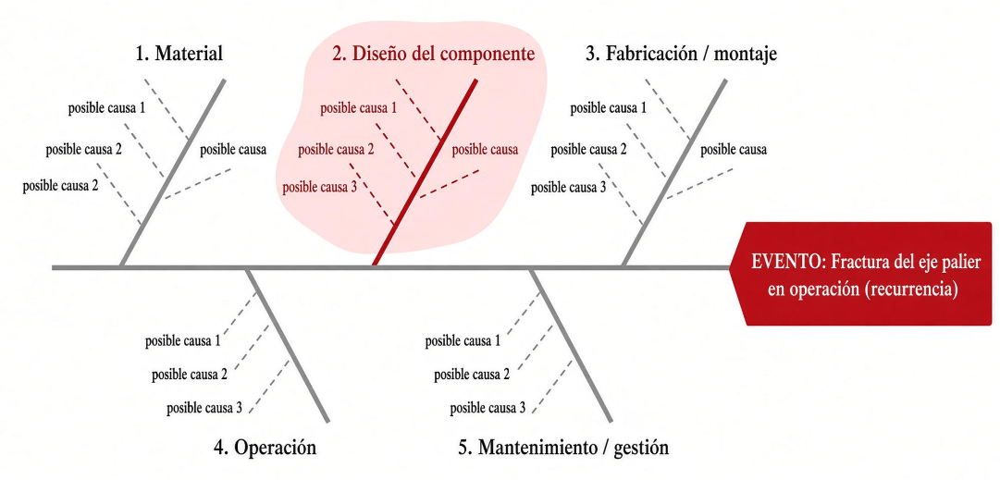 1. Material
posible causa 1
posible causa 2
posible causa
posible causa 2
2. Diseño del componente
posible causa 1
posible causa 2
posible causa
posible causa 3
3. Fabricación / montaje
posible causa 1
posible causa 2
posible causa
posible causa 3
EVENTO: Fractura del eje palier
en operación (recurrencia)
posible causa 1
posible causa 2
posible causa 3
4. Operación
posible causa 1
posible causa 2
posible causa 3
5. Mantenimiento / gestión